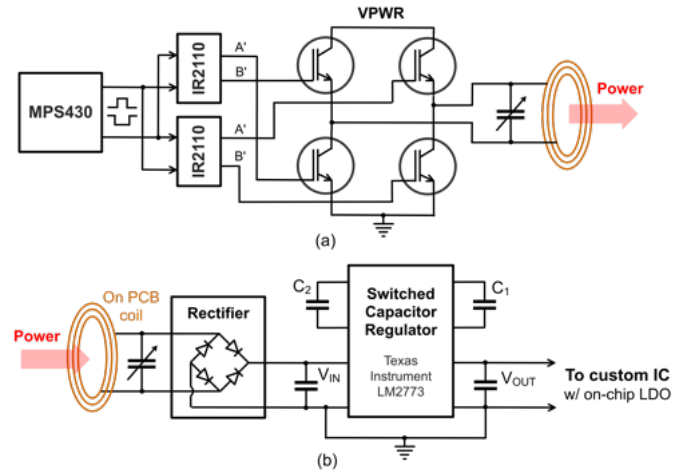 VPWR
MPS430
IR2110
A'
B'
IR2110
A'
B'
Power
(a)
On PCB
coil
Power
Rectifier
C2
Switched
Capacitor
Regulator
Texas
Instrument
LM2773
C1
VIN
VOUT
To custom IC
w/ on-chip LDO
(b)